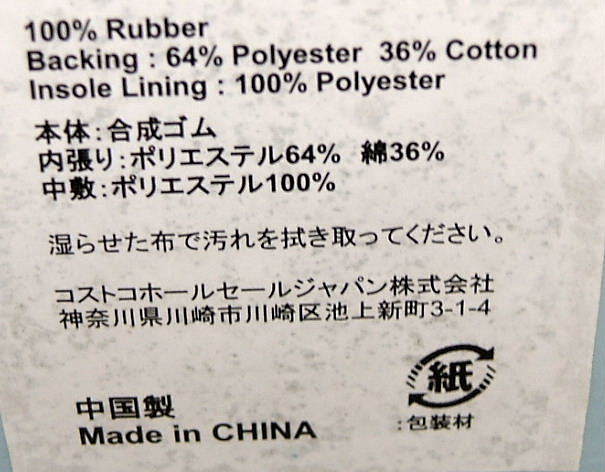 100% Rubber
Backing : 64% Polyester 36% Cotton
Insole Lining : 100% Polyester
本体:合成ゴム
内張り:ポリエステル64% 綿36%
中敷:ポリエステル100%
湿らせた布で汚れを拭き取ってください。
コストコホールセールジャパン株式会社
神奈川県川崎市川崎区池上新町3-1-4
紙
:包装材
中国製
Made in CHINA